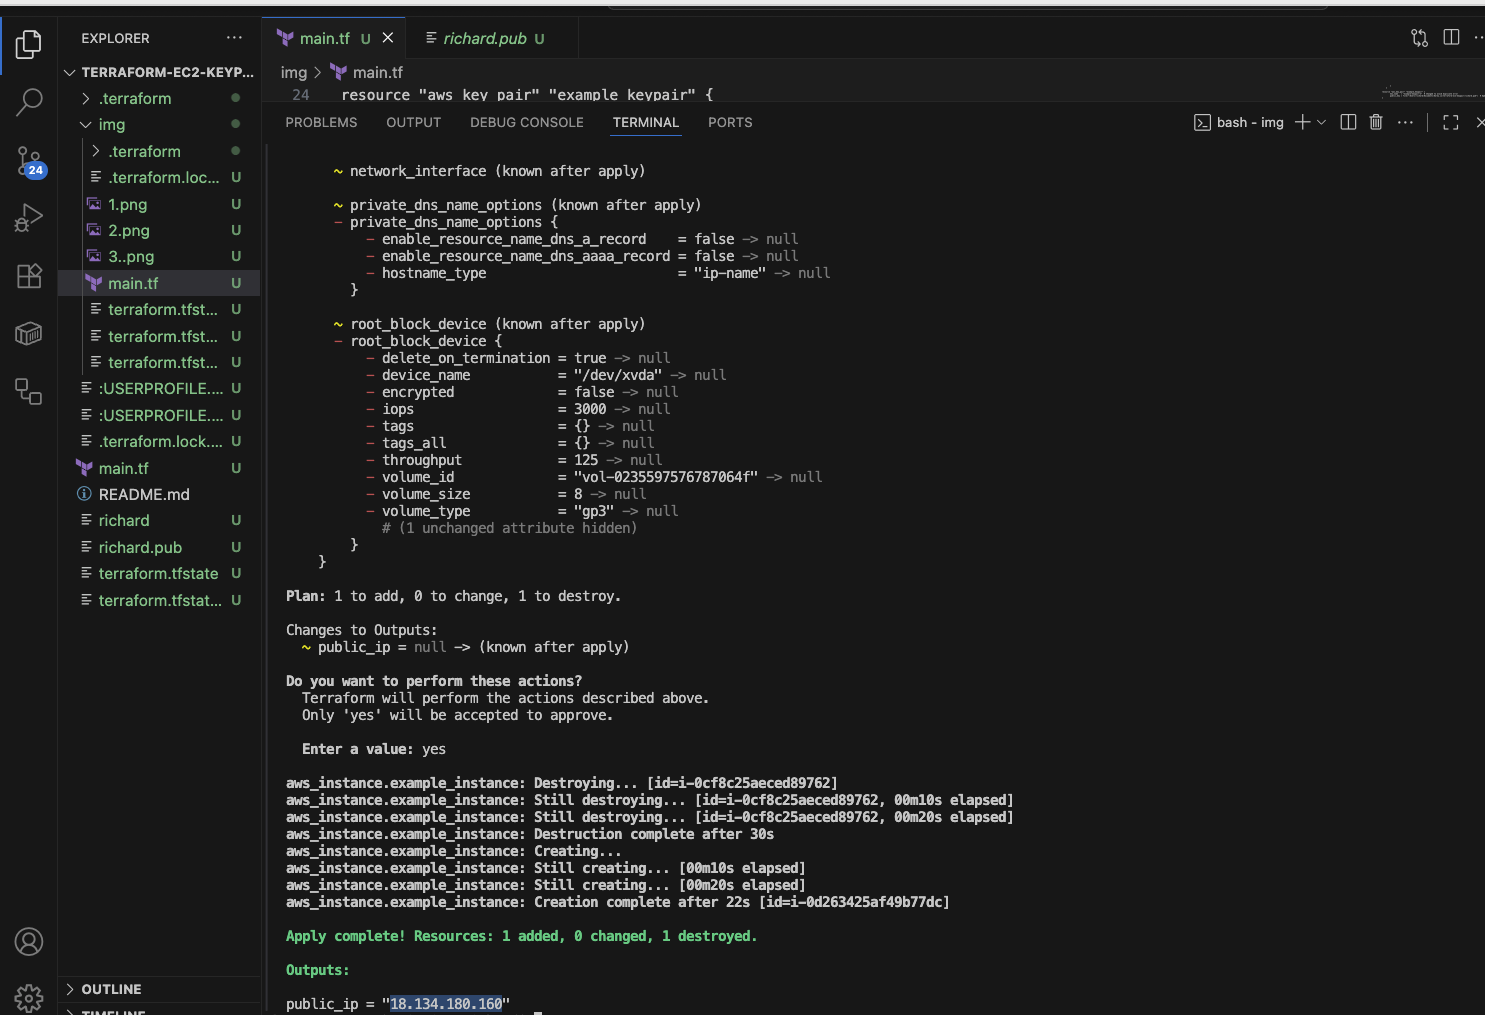 EXPLORER
TERRAFORM-EC2-KEYP...
.terraform
img
.terraform
.terraform.loc... U
1.png U
2.png U
3..png U
main.tf U
terraform.tfst... U
terraform.tfst... U
terraform.tfst... U
:USERPROFILE.... U
:USERPROFILE.... U
.terraform.lock.... U
main.tf U
README.md
richard U
richard.pub U
terraform.tfstate U
terraform.tfstat... U
OUTLINE
TIMELINE
24
main.tf U
richard.pub U
img > main.tf
24 resource "aws_key_pair" "example_keypair" {
PROBLEMS OUTPUT DEBUG CONSOLE TERMINAL PORTS
bash - img
~ network_interface (known after apply)
~ private_dns_name_options (known after apply)
- private_dns_name_options {
- enable_resource_name_dns_a_record = false -> null
- enable_resource_name_dns_aaaa_record = false -> null
- hostname_type = "ip-name" -> null
}
~ root_block_device (known after apply)
- root_block_device {
- delete_on_termination = true -> null
- device_name = "/dev/xvda" -> null
- encrypted = false -> null
- iops = 3000 -> null
- tags = {} -> null
- tags_all = {} -> null
- throughput = 125 -> null
- volume_id = "vol-0235597576787064f" -> null
- volume_size = 8 -> null
- volume_type = "gp3" -> null
# (1 unchanged attribute hidden)
}
}
Plan: 1 to add, 0 to change, 1 to destroy.
Changes to Outputs:
~ public_ip = null -> (known after apply)
Do you want to perform these actions?
Terraform will perform the actions described above.
Only 'yes' will be accepted to approve.
Enter a value: yes
aws_instance.example_instance: Destroying... [id=i-0cf8c25aeced89762]
aws_instance.example_instance: Still destroying... [id=i-0cf8c25aeced89762, 00m10s elapsed]
aws_instance.example_instance: Still destroying... [id=i-0cf8c25aeced89762, 00m20s elapsed]
aws_instance.example_instance: Destruction complete after 30s
aws_instance.example_instance: Creating...
aws_instance.example_instance: Still creating... [00m10s elapsed]
aws_instance.example_instance: Still creating... [00m20s elapsed]
aws_instance.example_instance: Creation complete after 22s [id=i-0d263425af49b77dc]
Apply complete! Resources: 1 added, 0 changed, 1 destroyed.
Outputs:
public_ip = "18.134.180.160"